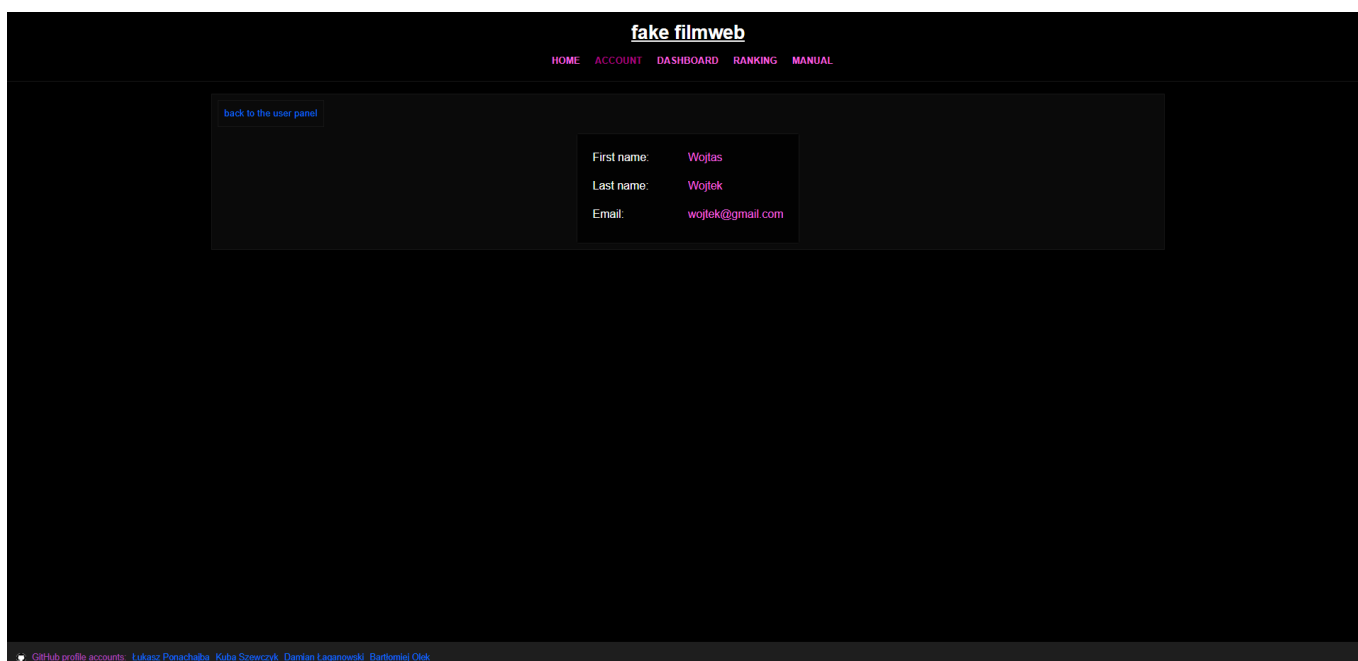 fake filmweb
HOME ACCOUNT DASHBOARD RANKING MANUAL
back to the user panel
First name: Wojtas
Last name: Wojtek
Email: wojtek@gmail.com
GitHub profile accounts: Łukasz Ponachajba Kuba Szewczyk Damian Łaganowski Bartłomiej Olek